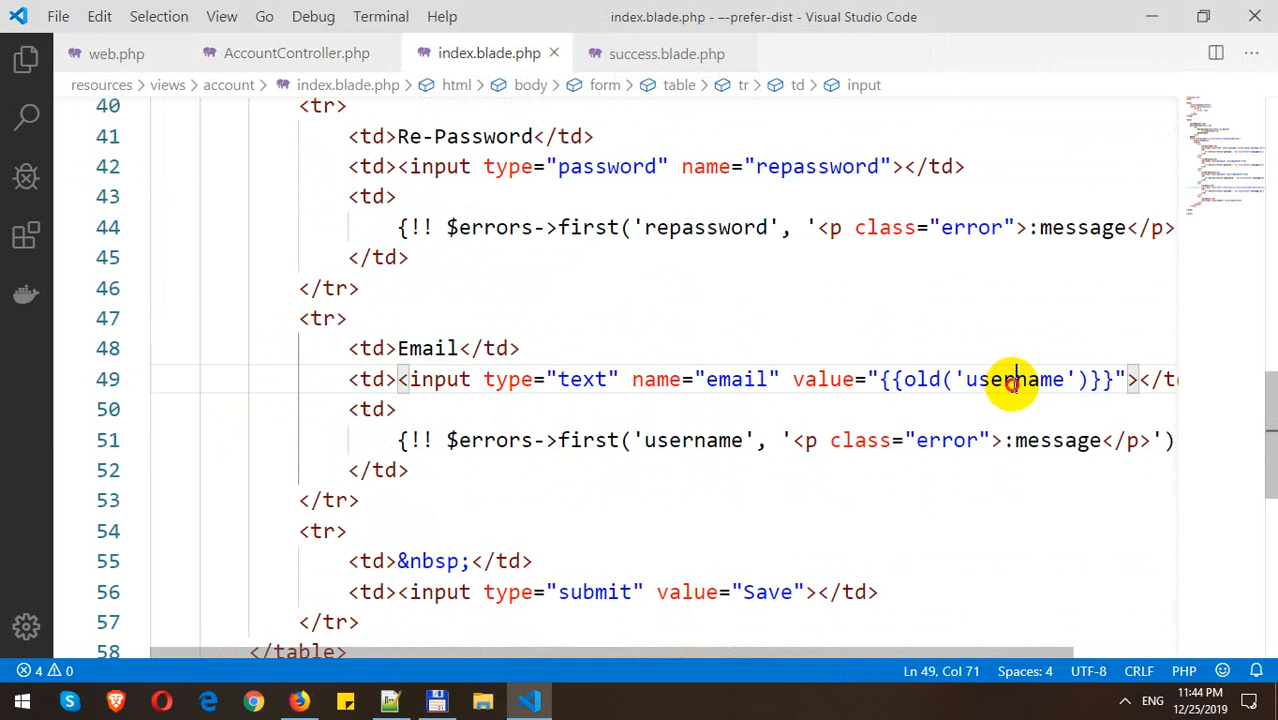 File Edit Selection View Go Debug Terminal Help index.blade.php - —-prefer-dist - Visual Studio Code
web.php AccountController.php index.blade.php success.blade.php
resources > views > account > index.blade.php > html > body > form > table > tr > td > input
40 <tr>
41 <td>Re-Password</td>
42 <td><input type="password" name="repassword"></td>
43 <td>
44 {!! $errors->first('repassword', '<p class="error">:message</p>
45 </td>
46 </tr>
47 <tr>
48 <td>Email</td>
49 <td><input type="text" name="email" value="{{old('username')}}"></td
50 <td>
51 {!! $errors->first('username', '<p class="error">:message</p>')
52 </td>
53 </tr>
54 <tr>
55 <td>&nbsp;</td>
56 <td><input type="submit" value="Save"></td>
57 </tr>
58 </table>
4 0 Ln 49, Col 71 Spaces: 4 UTF-8 CRLF PHP
ENG 11:44 PM
12/25/2019